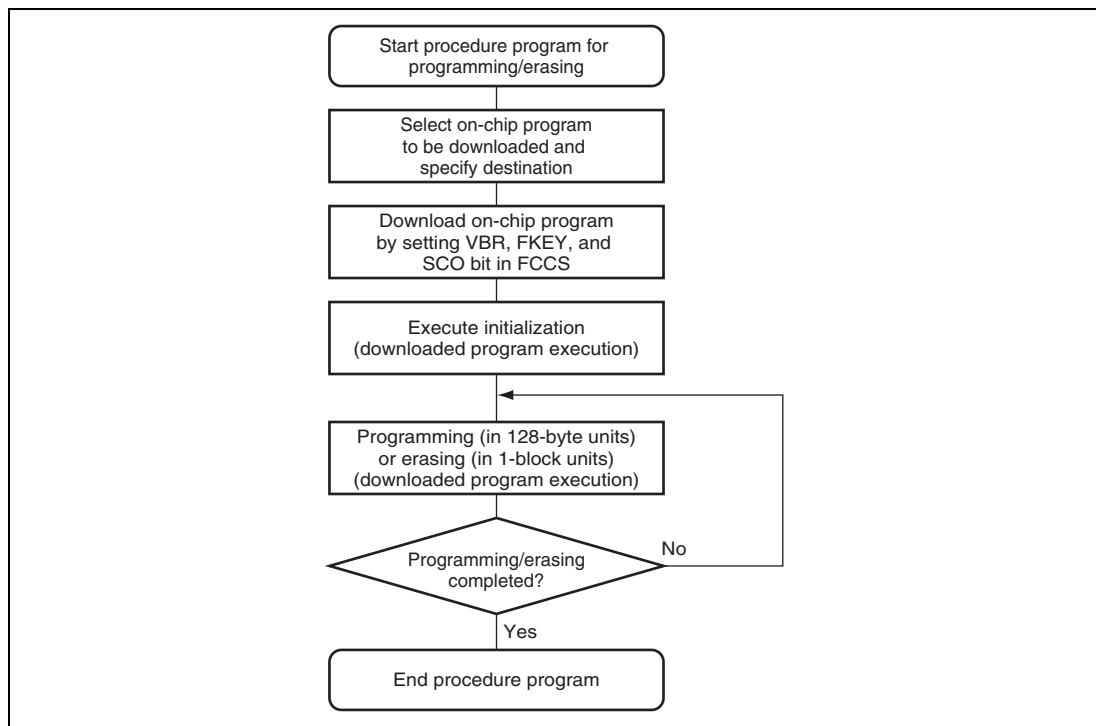 Start procedure program for
programming/erasing
Select on-chip program
to be downloaded and
specify destination
Download on-chip program
by setting VBR, FKEY, and
SCO bit in FCCS
Execute initialization
(downloaded program execution)
Programming (in 128-byte units)
or erasing (in 1-block units)
(downloaded program execution)
No
Programming/erasing
completed?
Yes
End procedure program